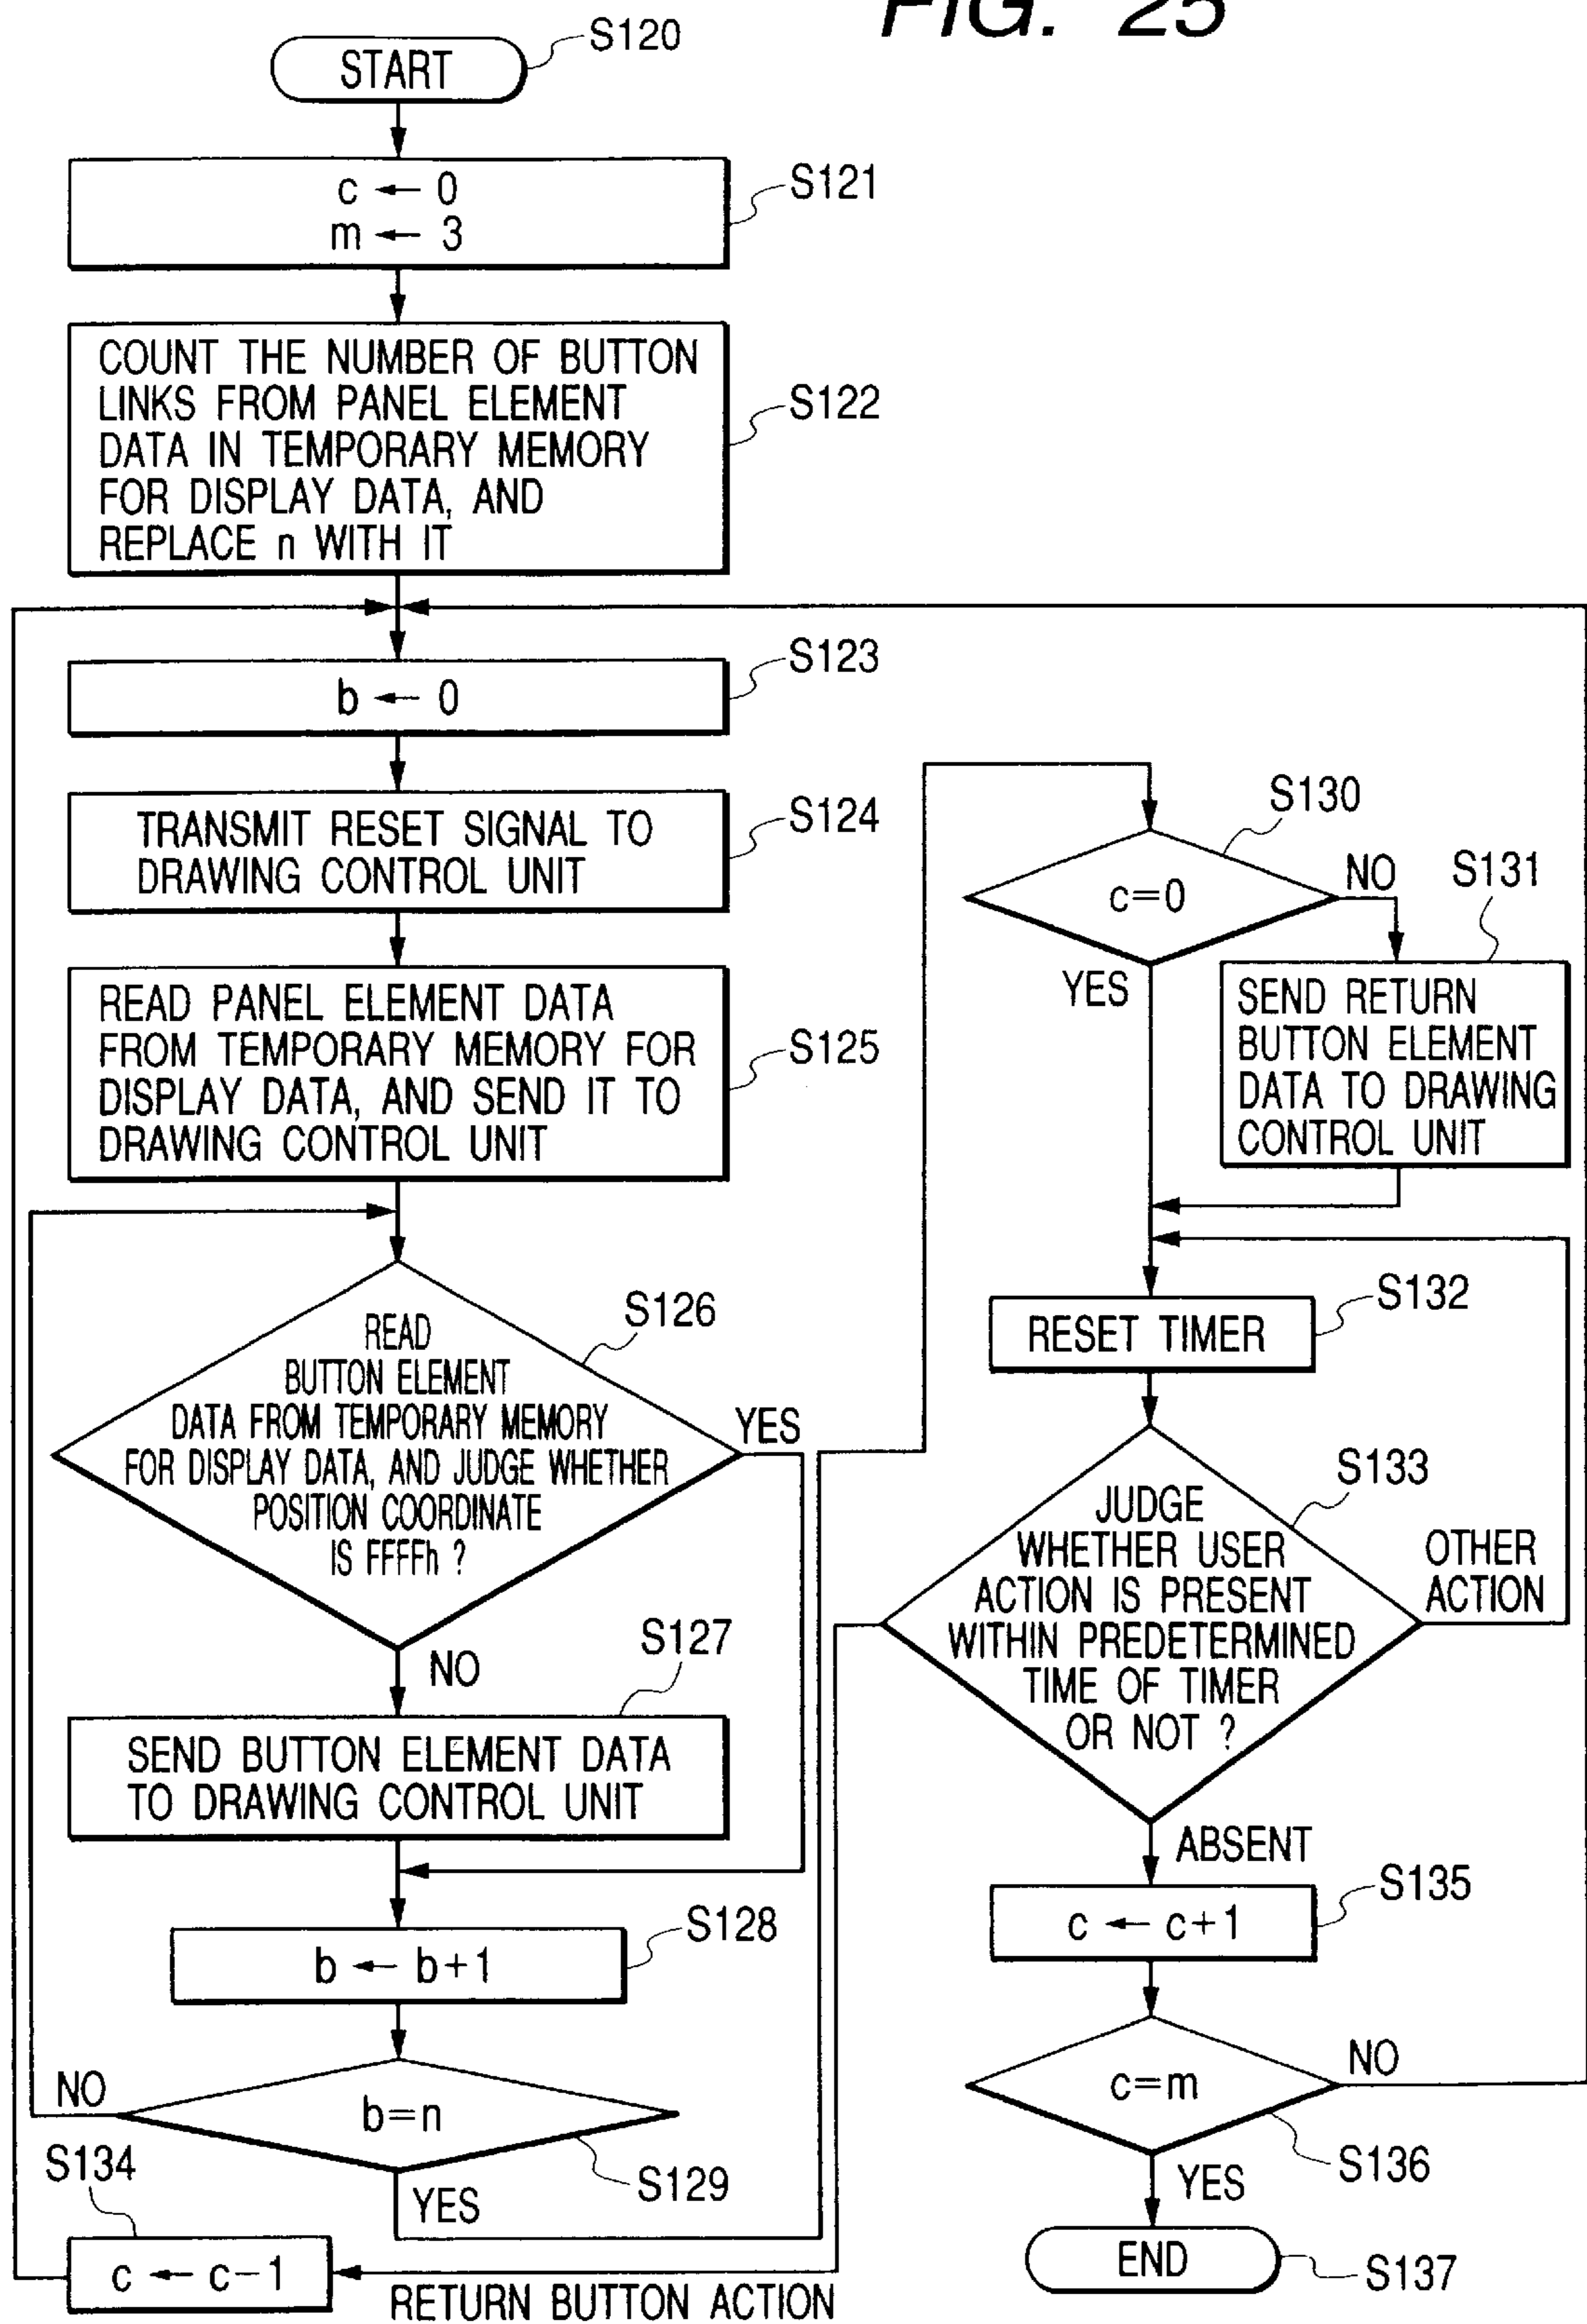 FIG. 25
START
S120
c ← 0
m ← 3
S121
COUNT THE NUMBER OF BUTTON
LINKS FROM PANEL ELEMENT
DATA IN TEMPORARY MEMORY
FOR DISPLAY DATA, AND
REPLACE n WITH IT
S122
b ← 0
S123
TRANSMIT RESET SIGNAL TO
DRAWING CONTROL UNIT
S124
READ PANEL ELEMENT DATA
FROM TEMPORARY MEMORY FOR
DISPLAY DATA, AND SEND IT TO
DRAWING CONTROL UNIT
S125
READ
BUTTON ELEMENT
DATA FROM TEMPORARY MEMORY
FOR DISPLAY DATA, AND JUDGE WHETHER
POSITION COORDINATE
IS FFFFh ?
S126
YES
NO
S127
SEND BUTTON ELEMENT DATA
TO DRAWING CONTROL UNIT
b ← b+1
S128
NO
b=n
S129
YES
S134
c ← c-1
RETURN BUTTON ACTION
S130
c=0
NO
YES
S131
SEND RETURN
BUTTON ELEMENT
DATA TO DRAWING
CONTROL UNIT
S132
RESET TIMER
S133
JUDGE
WHETHER USER
ACTION IS PRESENT
WITHIN PREDETERMINED
TIME OF TIMER
OR NOT ?
OTHER
ACTION
ABSENT
S135
c ← c+1
c=m
NO
S136
YES
END
S137